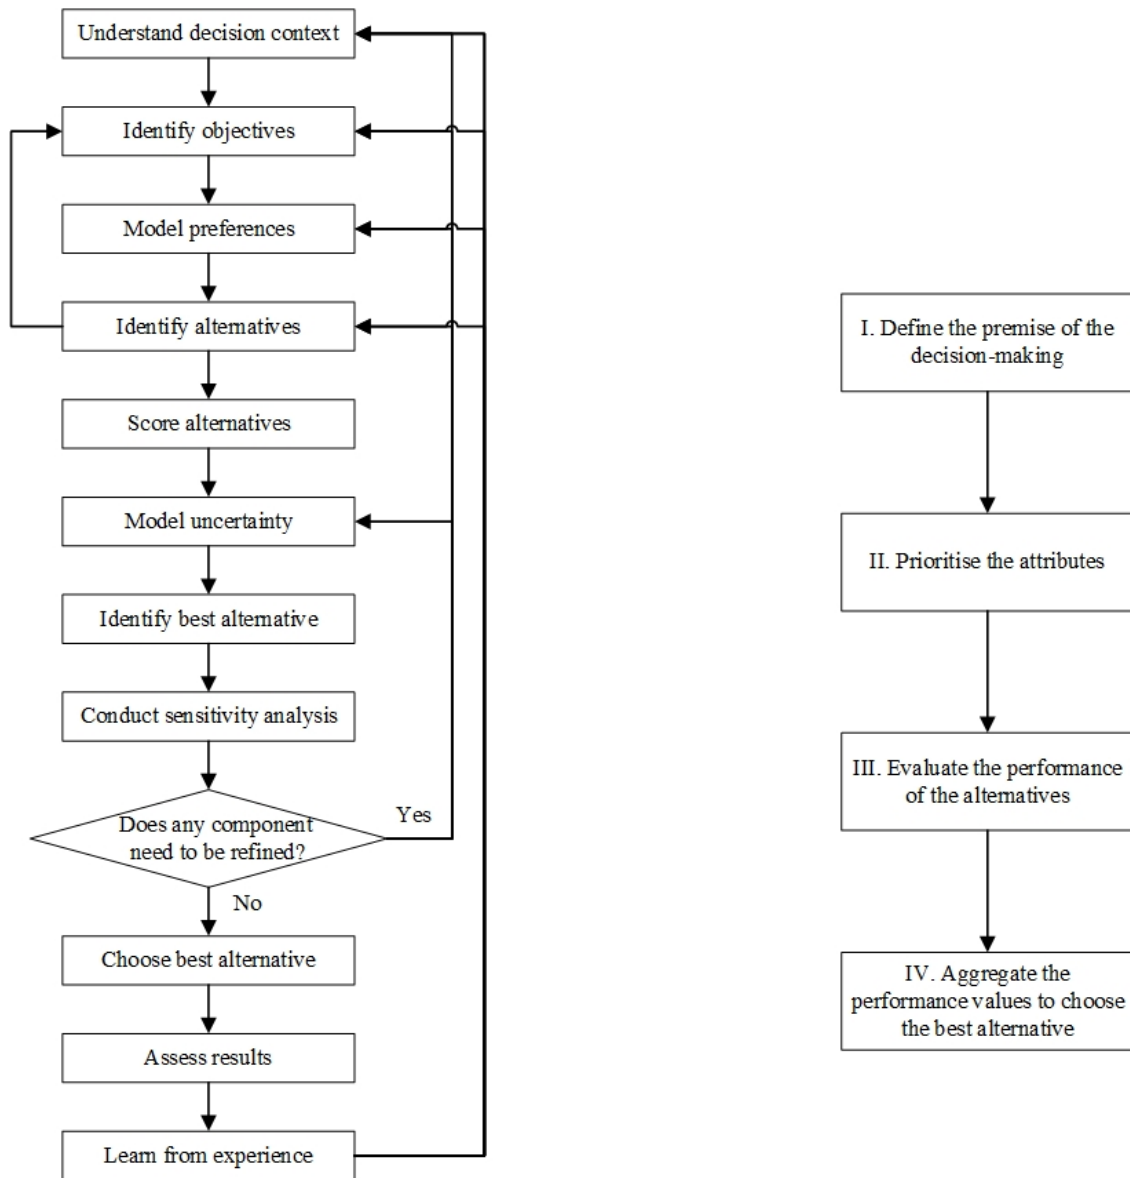 Understand decision context
Identify objectives
Model preferences
Identify alternatives
Score alternatives
Model uncertainty
Identify best alternative
Conduct sensitivity analysis
Does any component
need to be refined?
Yes
No
Choose best alternative
Assess results
Learn from experience
I. Define the premise of the
decision-making
II. Prioritise the attributes
III. Evaluate the performance
of the alternatives
IV. Aggregate the
performance values to choose
the best alternative